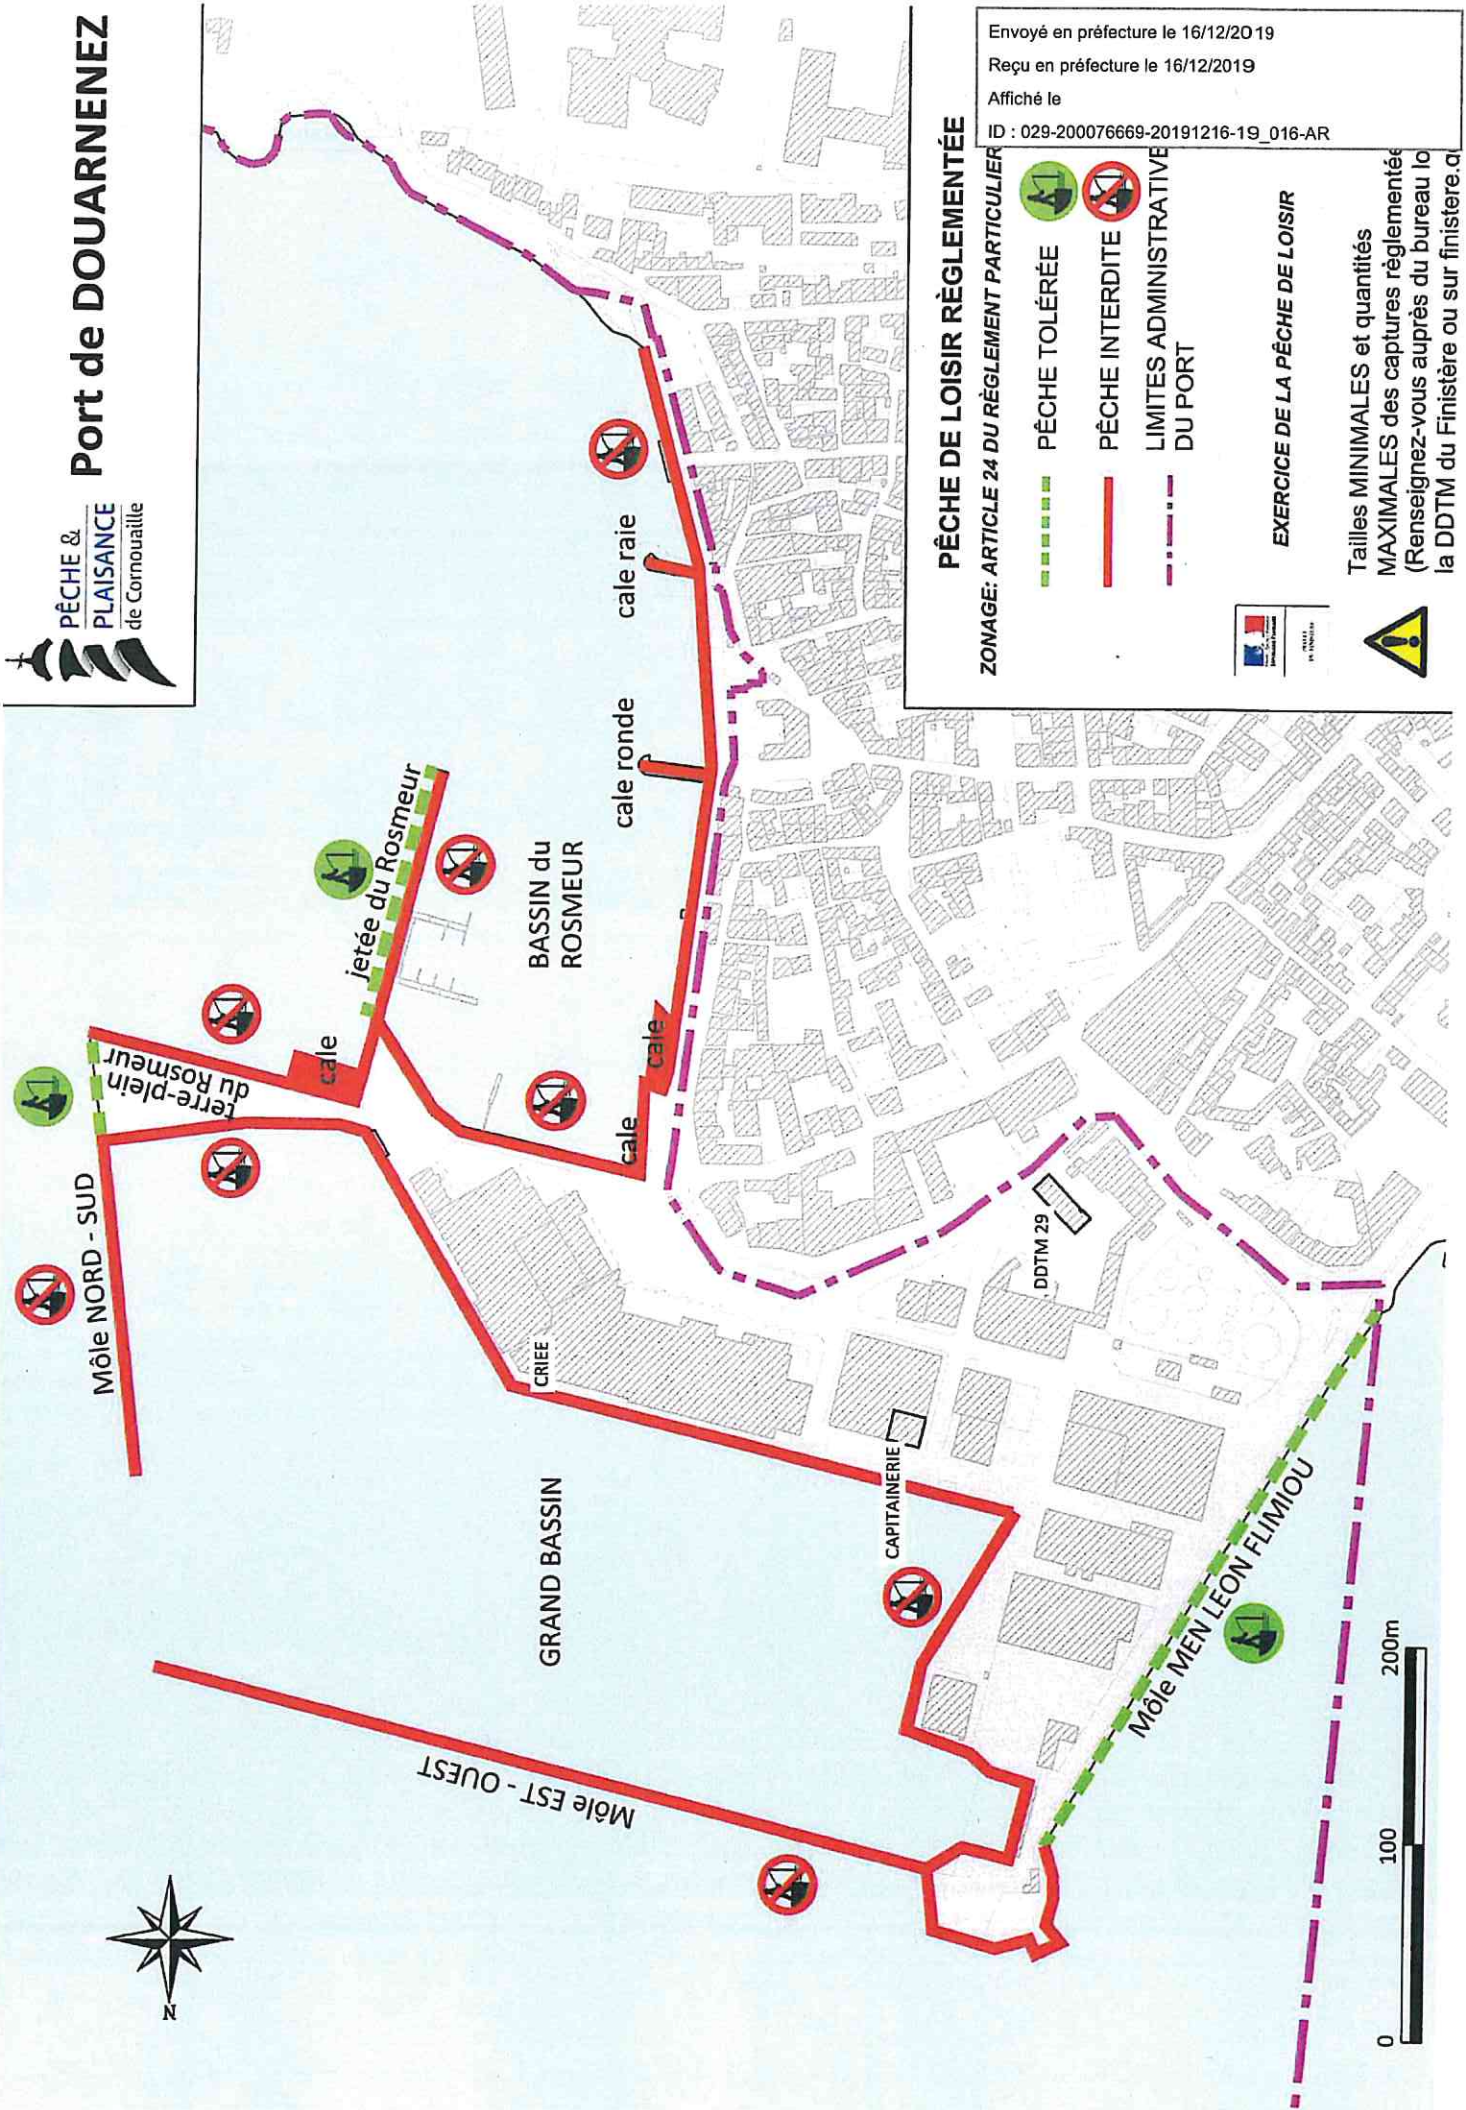 PÊCHE &
PLAISANCE
de Cornouaille
Port de DOUARNENEZ
Envoyé en préfecture le 16/12/2019
Reçu en préfecture le 16/12/2019
Affiché le
ID : 029-200076669-20191216-19_016-AR
PÊCHE DE LOISIR RÈGLEMENTÉE
ZONAGE: ARTICLE 24 DU RÈGLEMENT PARTICULIER
PÊCHE TOLÉRÉE
PÊCHE INTERDITE
LIMITES ADMINISTRATIVE
DU PORT
EXERCICE DE LA PÊCHE DE LOISIR
Tailles MINIMALES et quantités
MAXIMALES des captures règlementée
(Renseignez-vous auprès du bureau lo
la DDTM du Finistère ou sur finistere.
Môle NORD - SUD
terre-plein
du Rosmeur
cale
jetée du Rosmeur
BASSIN du
ROSMEUR
cale ronde
cale raie
cale
cale
CRIEE
GRAND BASSIN
CAPITAINERIE
DDTM 29
Môle EST - OUEST
Môle MEN LEON FLIMIOU
N
0
100
200m